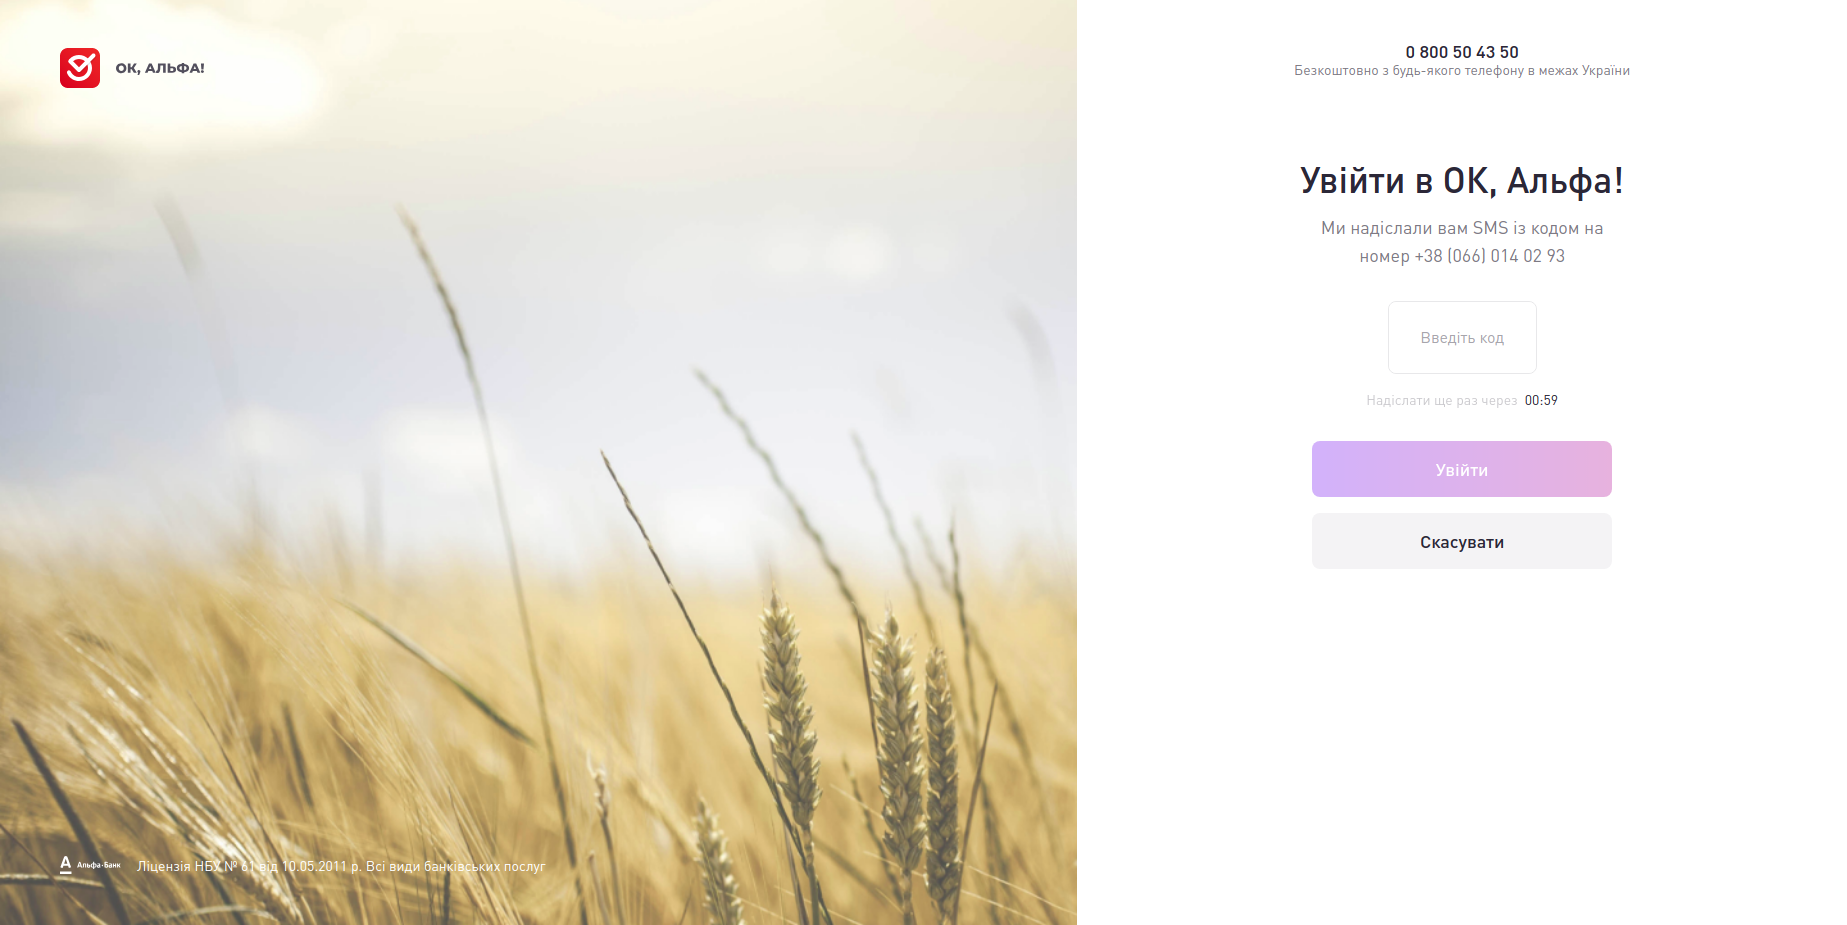 ОК, АЛЬФА!
0 800 50 43 50
Безкоштовно з будь-якого телефону в межах України
Увійти в ОК, Альфа!
Ми надіслали вам SMS із кодом на
номер +38 (066) 014 02 93
Введіть код
Надіслати ще раз через 00:59
Увійти
Скасувати
А Альфа·Банк
Ліцензія НБУ № 61 від 10.05.2011 р. Всі види банківських послуг